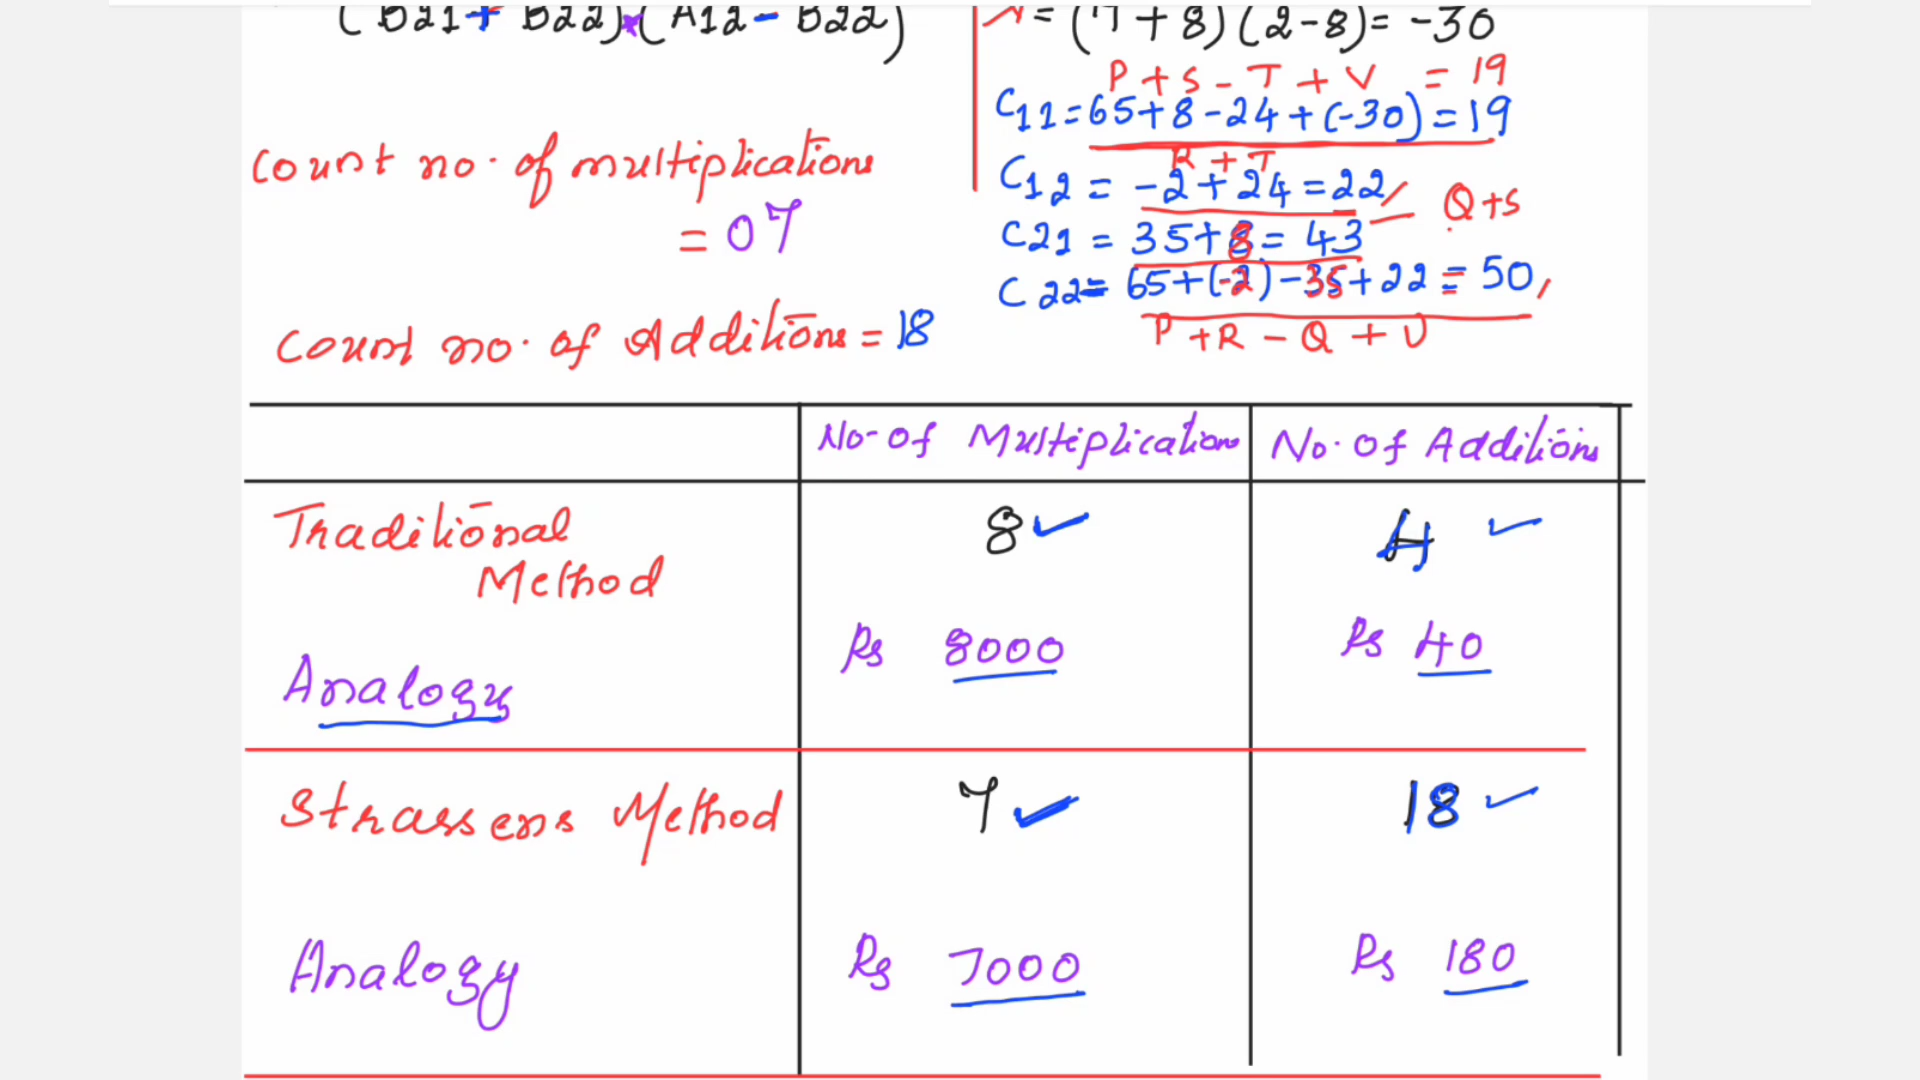 (B21+ B22)*(A12- B22)
V = (7+8)(2-8)= -30
P+S-T+V = 19
C11=65+8-24+(-30)=19
R+T
C12 = -2+24=22
Q+S
C21 = 35+8= 43
C22= 65+(-2)-35+22= 50
P+R-Q+U
Count no. of multiplications
= 07
Count no. of Additions = 18
No. of Multiplications No. of Additions
Traditional Method 8 4
Analogy Rs 8000 Rs 40
Strassens Method 7 18
Analogy Rs 7000 Rs 180